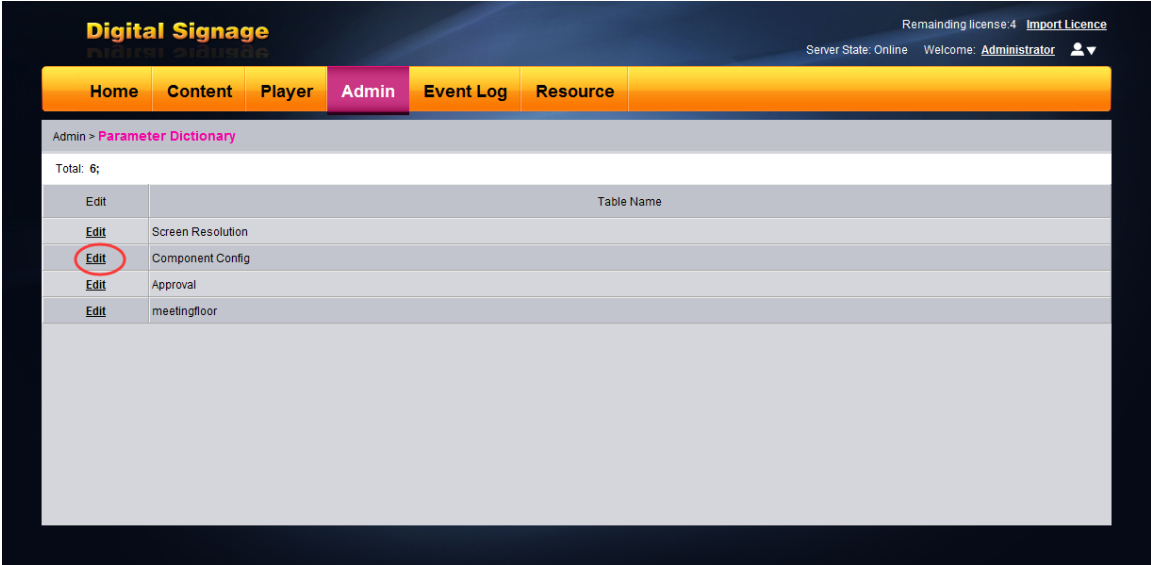 Digital Signage
Remainding license:4 Import Licence
Server State: Online Welcome: Administrator
Home Content Player Admin Event Log Resource
Admin > Parameter Dictionary
Total: 6;
Edit Table Name
Edit Screen Resolution
Edit Component Config
Edit Approval
Edit meetingfloor